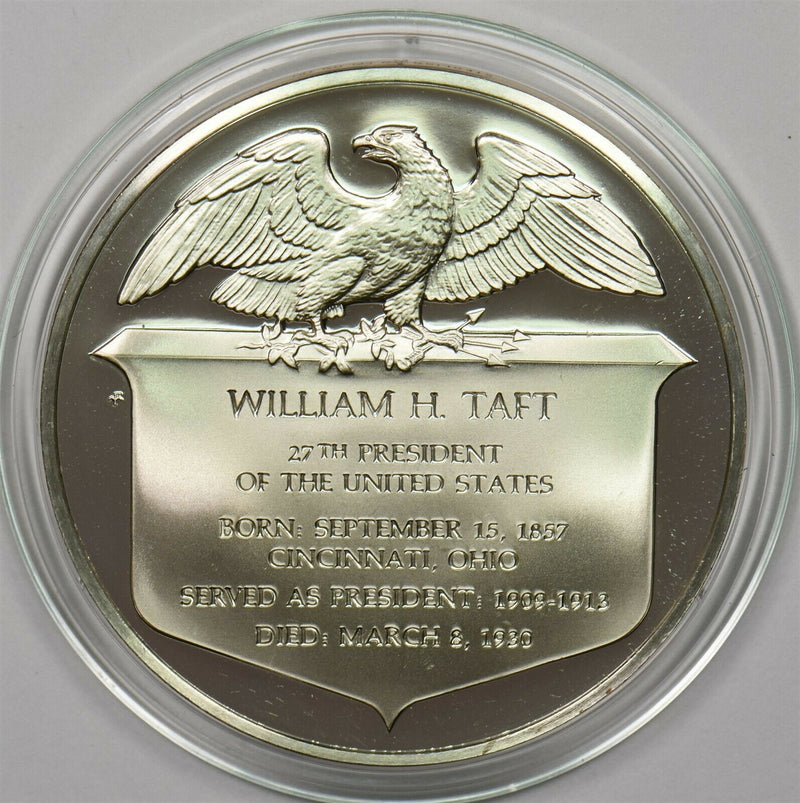 WILLIAM H. TAFT
27TH PRESIDENT
OF THE UNITED STATES
BORN: SEPTEMBER 15, 1857
CINCINNATI, OHIO
SERVED AS PRESIDENT: 1909-1913
DIED: MARCH 8, 1930